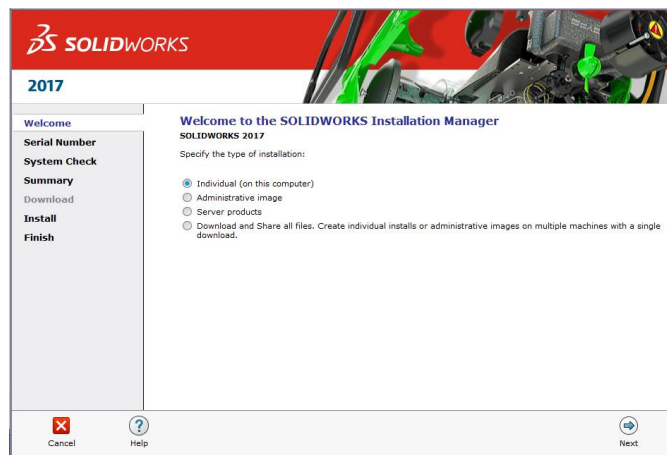 SOLIDWORKS
2017
Welcome
Serial Number
System Check
Summary
Download
Install
Finish
Welcome to the SOLIDWORKS Installation Manager
SOLIDWORKS 2017
Specify the type of installation:
Individual (on this computer)
Administrative image
Server products
Download and Share all files. Create individual installs or administrative images on multiple machines with a single
download.
Cancel
Help
Next